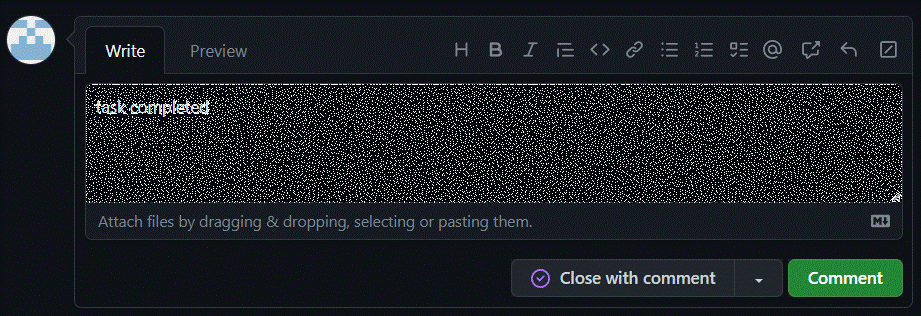 Write Preview
task completed
Attach files by dragging & dropping, selecting or pasting them.
Close with comment Comment